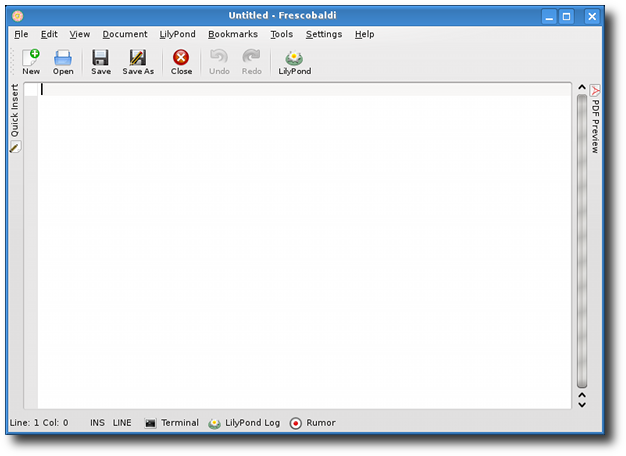 Untitled - Frescobaldi
File Edit View Document LilyPond Bookmarks Tools Settings Help
New Open Save Save As Close Undo Redo LilyPond
Quick Insert
PDF Preview
Line: 1 Col: 0 INS LINE Terminal LilyPond Log Rumor